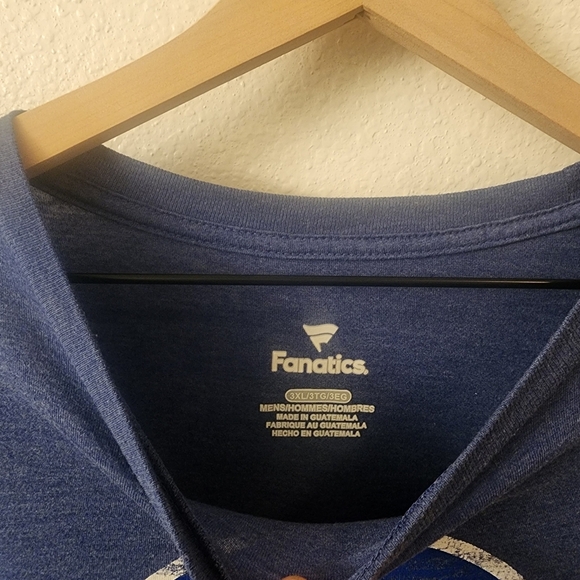 Fanatics.
3XL/3TG/3EG
MENS/HOMMES/HOMBRES
MADE IN GUATEMALA
FABRIQUE AU GUATEMALA
HECHO EN GUATEMALA